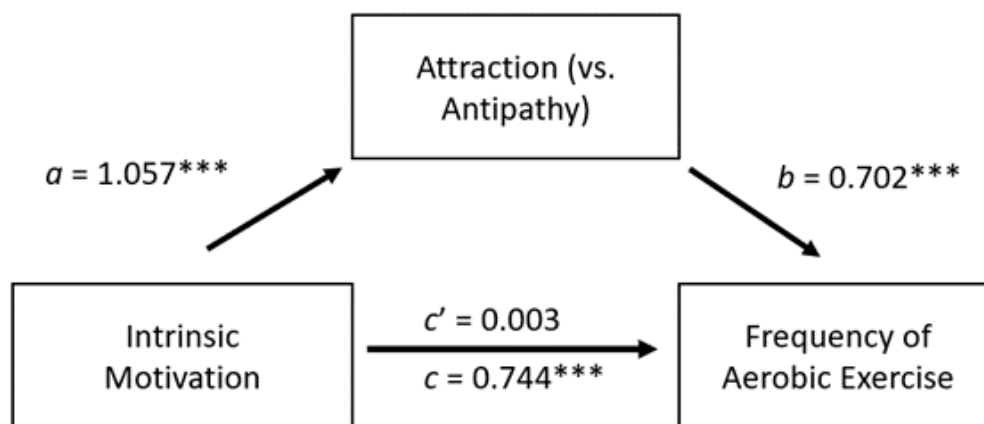 Attraction (vs.
Antipathy)
a = 1.057***
b = 0.702***
Intrinsic
Motivation
c’ = 0.003
c = 0.744***
Frequency of
Aerobic Exercise